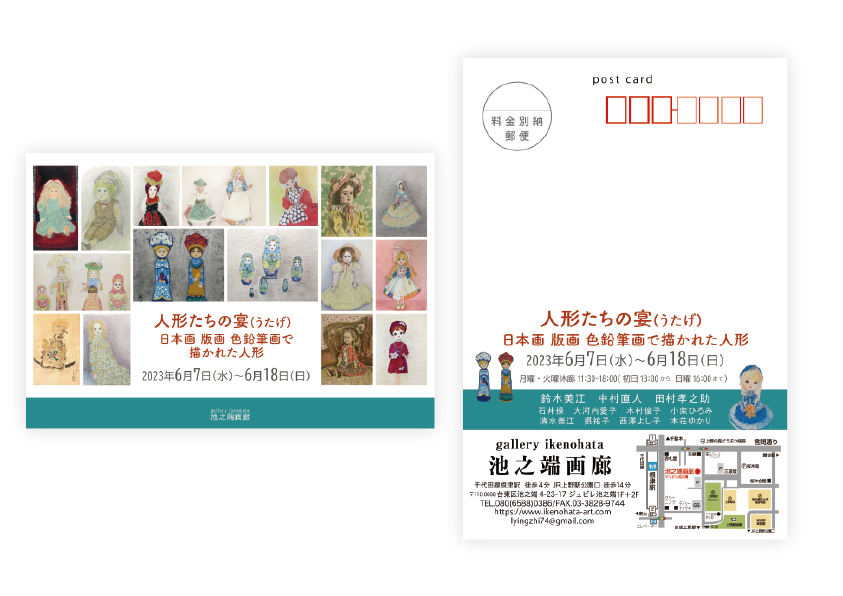 人形たちの宴(うたげ)
日本画 版画 色鉛筆画で
描かれた人形
2023年6月7日(水)～6月18日(日)
gallery ikenohata
池之端画廊
post card
料金別納
郵便
人形たちの宴(うたげ)
日本画 版画 色鉛筆画で描かれた人形
2023年6月7日(水)～6月18日(日)
月曜・火曜休廊 11:30-18:00(初日13:00から 日曜16:00まで)
鈴木美江 中村直人 田村孝之助
石井操 大河内愛子 木村俊子 小柴ひろみ
清水寨江 摂祐子 西澤よし子 本荘ゆかり
gallery ikenohata
池之端画廊
千代田線根津駅 徒歩4分 JR上野駅公園口 徒歩14分
〒110-0008 台東区池之端 4-23-17 ジュビレ池之端1F+2F
TEL.080(6588)0386/FAX.03-3828-9744
https://www.ikenohata-art.com
lyingzhi74@gmail.com
言問通り
根津駅
池之端画廊
ジュビレ池之端